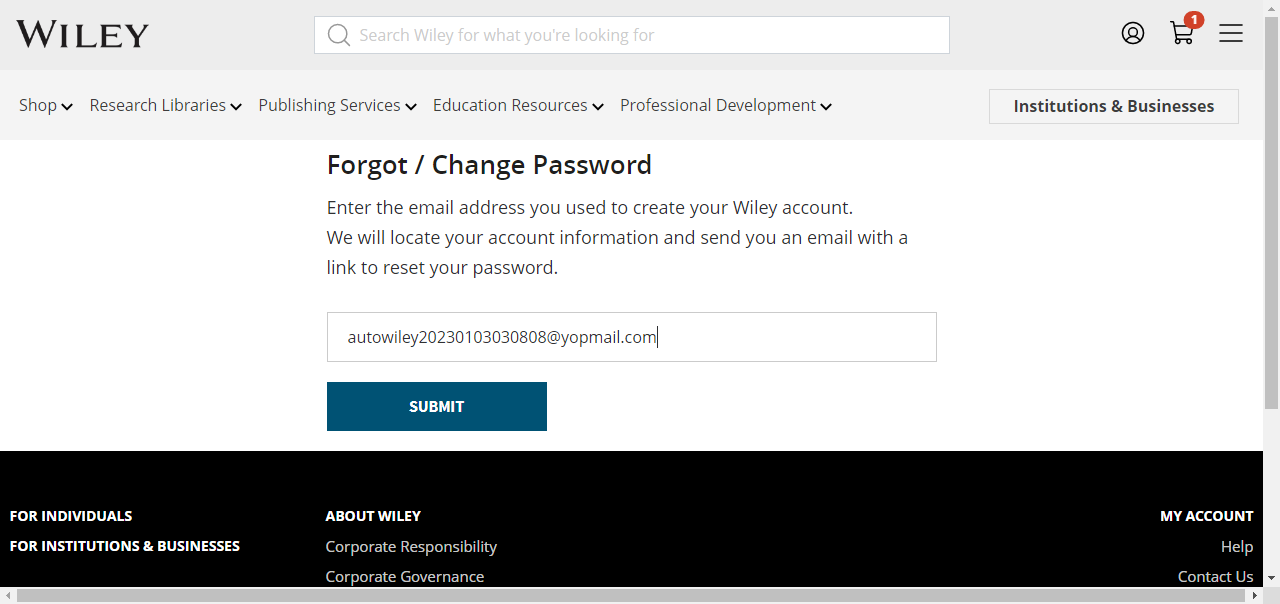 WILEY
Search Wiley for what you're looking for
1
Shop Research Libraries Publishing Services Education Resources Professional Development Institutions & Businesses
Forgot / Change Password
Enter the email address you used to create your Wiley account.
We will locate your account information and send you an email with a
link to reset your password.
autowiley20230103030808@yopmail.com
SUBMIT
FOR INDIVIDUALS ABOUT WILEY MY ACCOUNT
FOR INSTITUTIONS & BUSINESSES Corporate Responsibility Help
Corporate Governance Contact Us